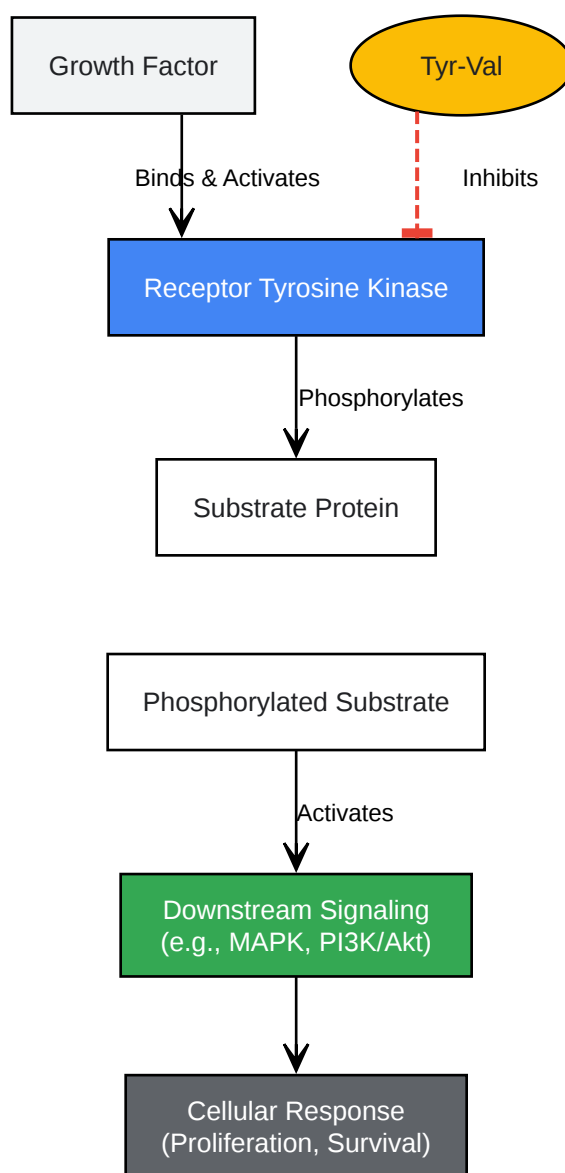 Growth Factor
Tyr-Val
Binds & Activates
Inhibits
Receptor Tyrosine Kinase
Phosphorylates
Substrate Protein
Phosphorylated Substrate
Activates
Downstream Signaling
(e.g., MAPK, PI3K/Akt)
Cellular Response
(Proliferation, Survival)